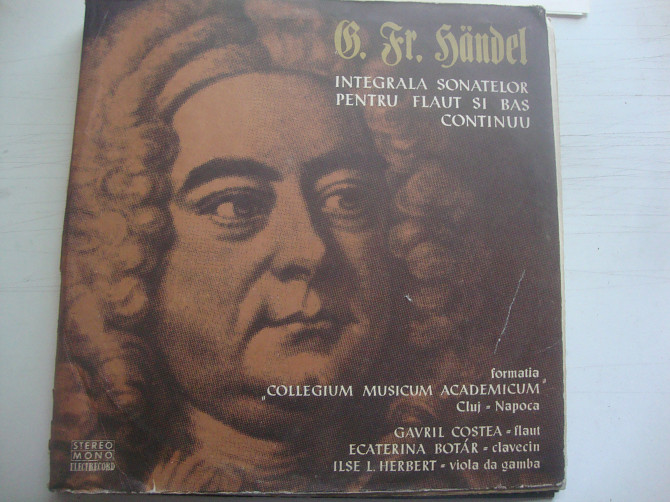 G. Fr. Händel
INTEGRALA SONATELOR
PENTRU FLAUT SI BAS
CONTINUU
formatia
„COLLEGIUM MUSICUM ACADEMICUM"
Cluj - Napoca
GAVRIL COSTEA - flaut
ECATERINA BOTÁR - clavecin
ILSE L. HERBERT - viola da gamba
STEREO
MONO
ELECTRECORD